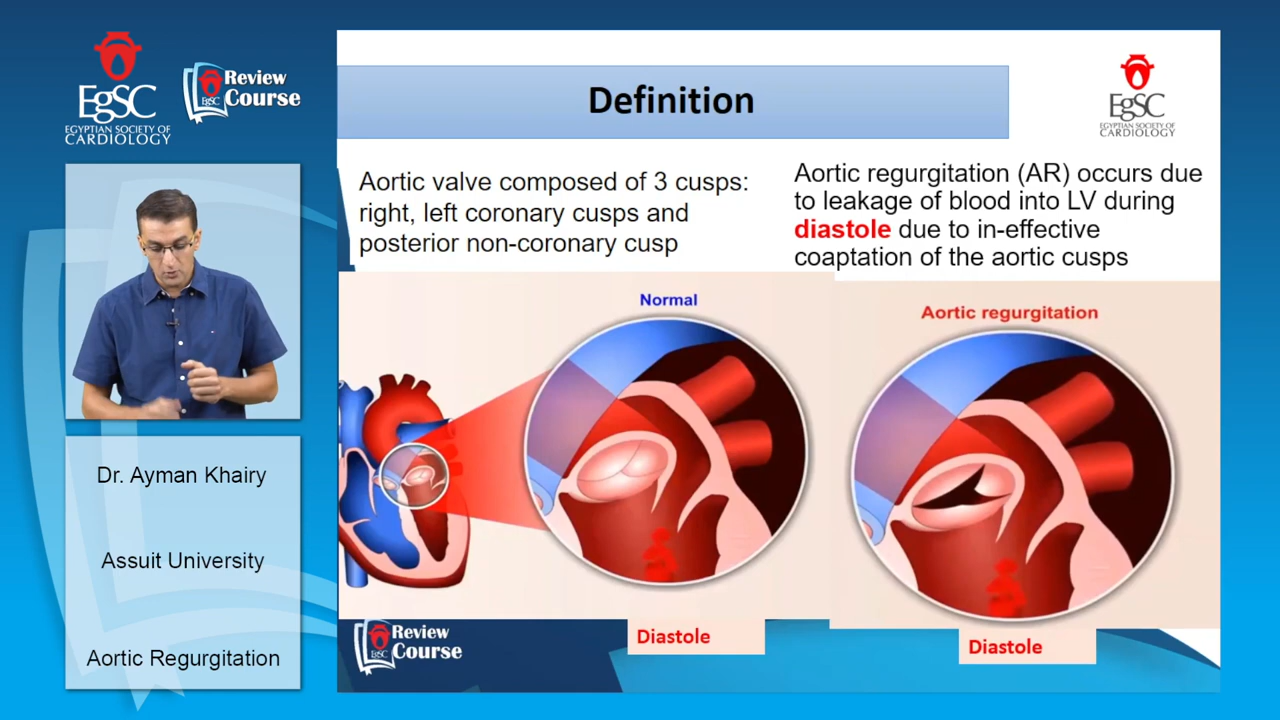 EgSC
EGYPTIAN SOCIETY OF
CARDIOLOGY
EgSC
Review
Course
Dr. Ayman Khairy
Assuit University
Aortic Regurgitation
Definition
EgSC
EGYPTIAN SOCIETY OF
CARDIOLOGY
Aortic valve composed of 3 cusps:
right, left coronary cusps and
posterior non-coronary cusp
Aortic regurgitation (AR) occurs due
to leakage of blood into LV during
diastole due to in-effective
coaptation of the aortic cusps
Normal
Aortic regurgitation
Diastole
Diastole
EgSC
Review
Course